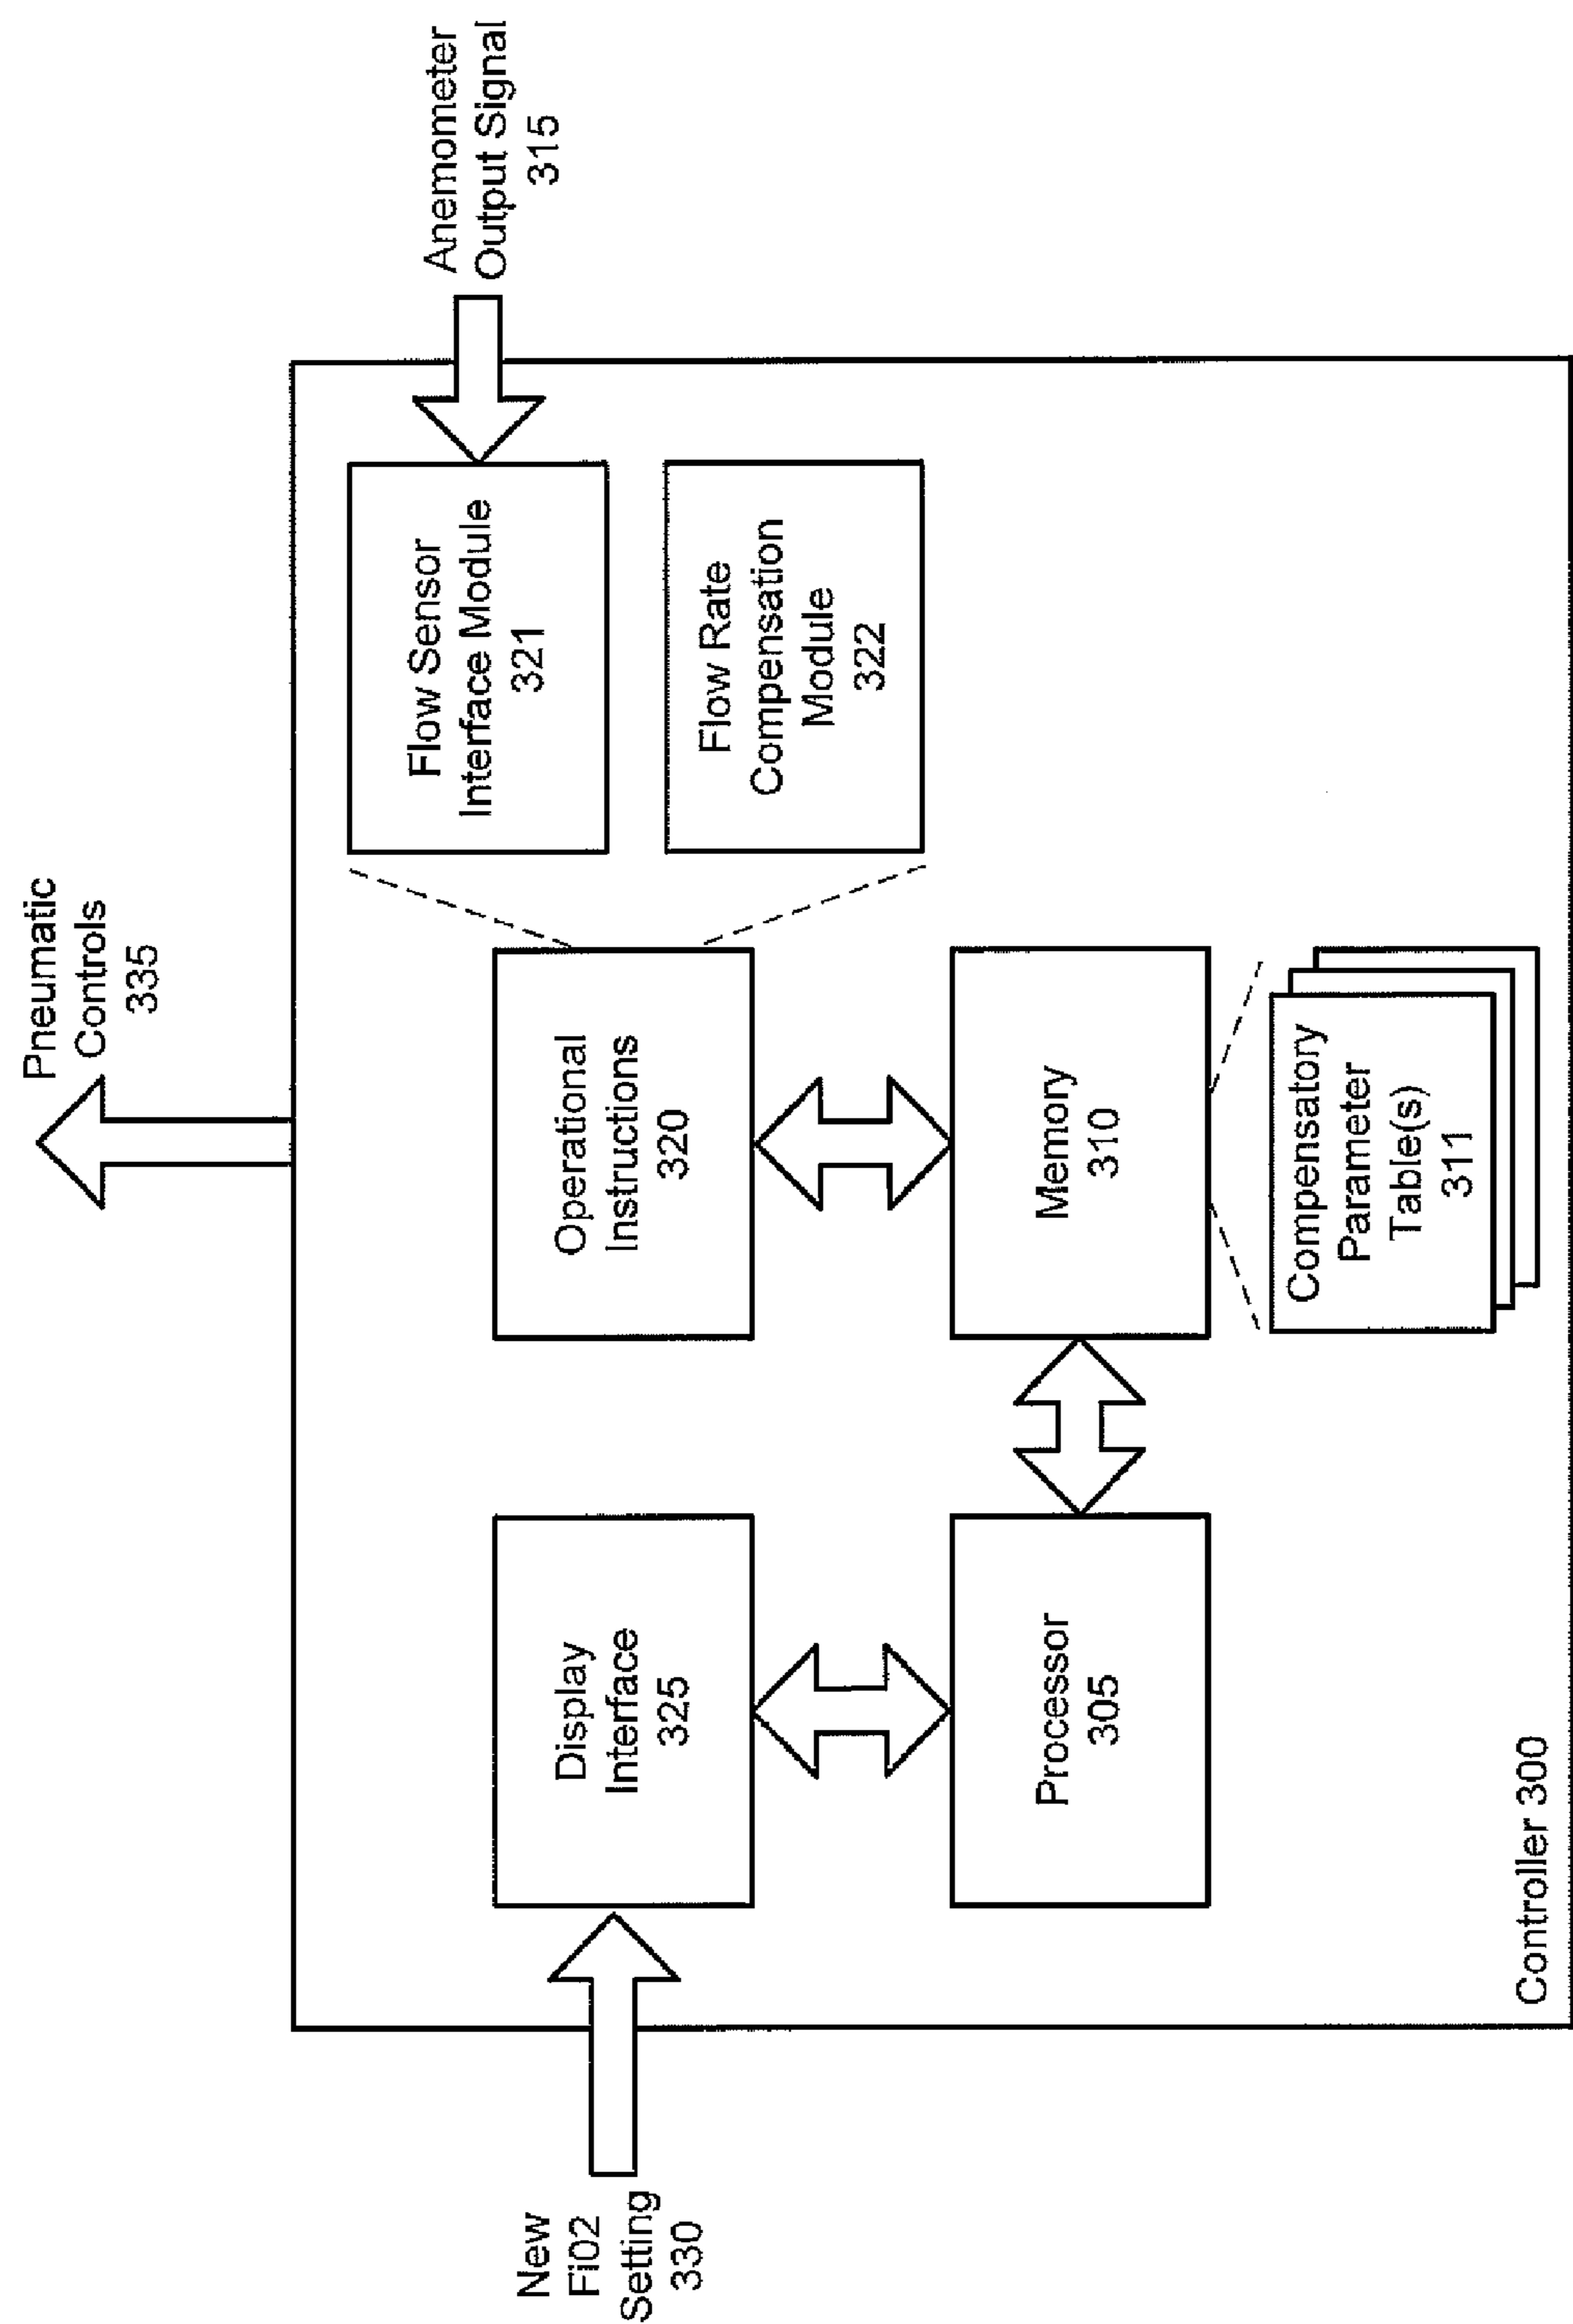 Pneumatic
Controls
335
New
Fi02
Setting
330
Display
Interface
325
Operational
Instructions
320
Flow Sensor
Interface Module
321
Anemometer
Output Signal
315
Flow Rate
Compensation
Module
322
Processor
305
Memory
310
Compensatory
Parameter
Table(s)
311
Controller 300